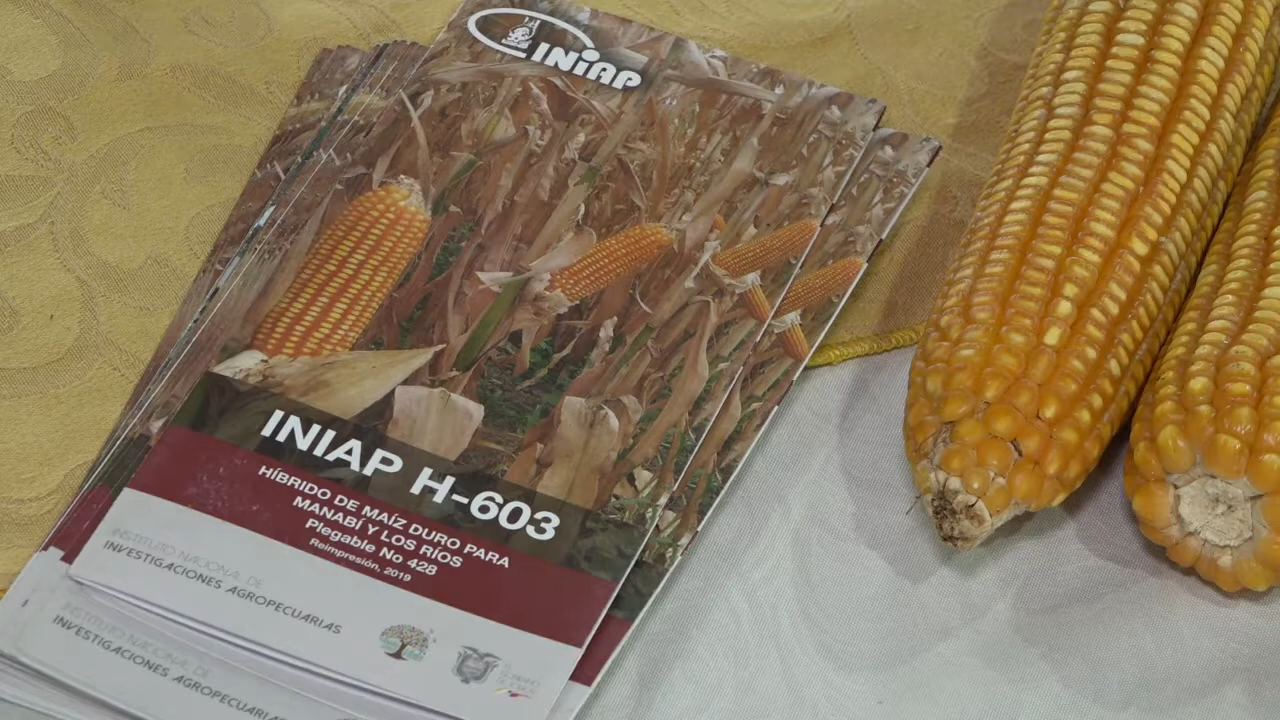 INIAP
INIAP H-603
HÍBRIDO DE MAÍZ DURO PARA
MANABÍ Y LOS RÍOS
Plegable No 428
Reimpresión, 2019
INSTITUTO NACIONAL DE
INVESTIGACIONES AGROPECUARIAS
INSTITUTO NACIONAL DE
INVESTIGACIONES AGROPECUARIAS